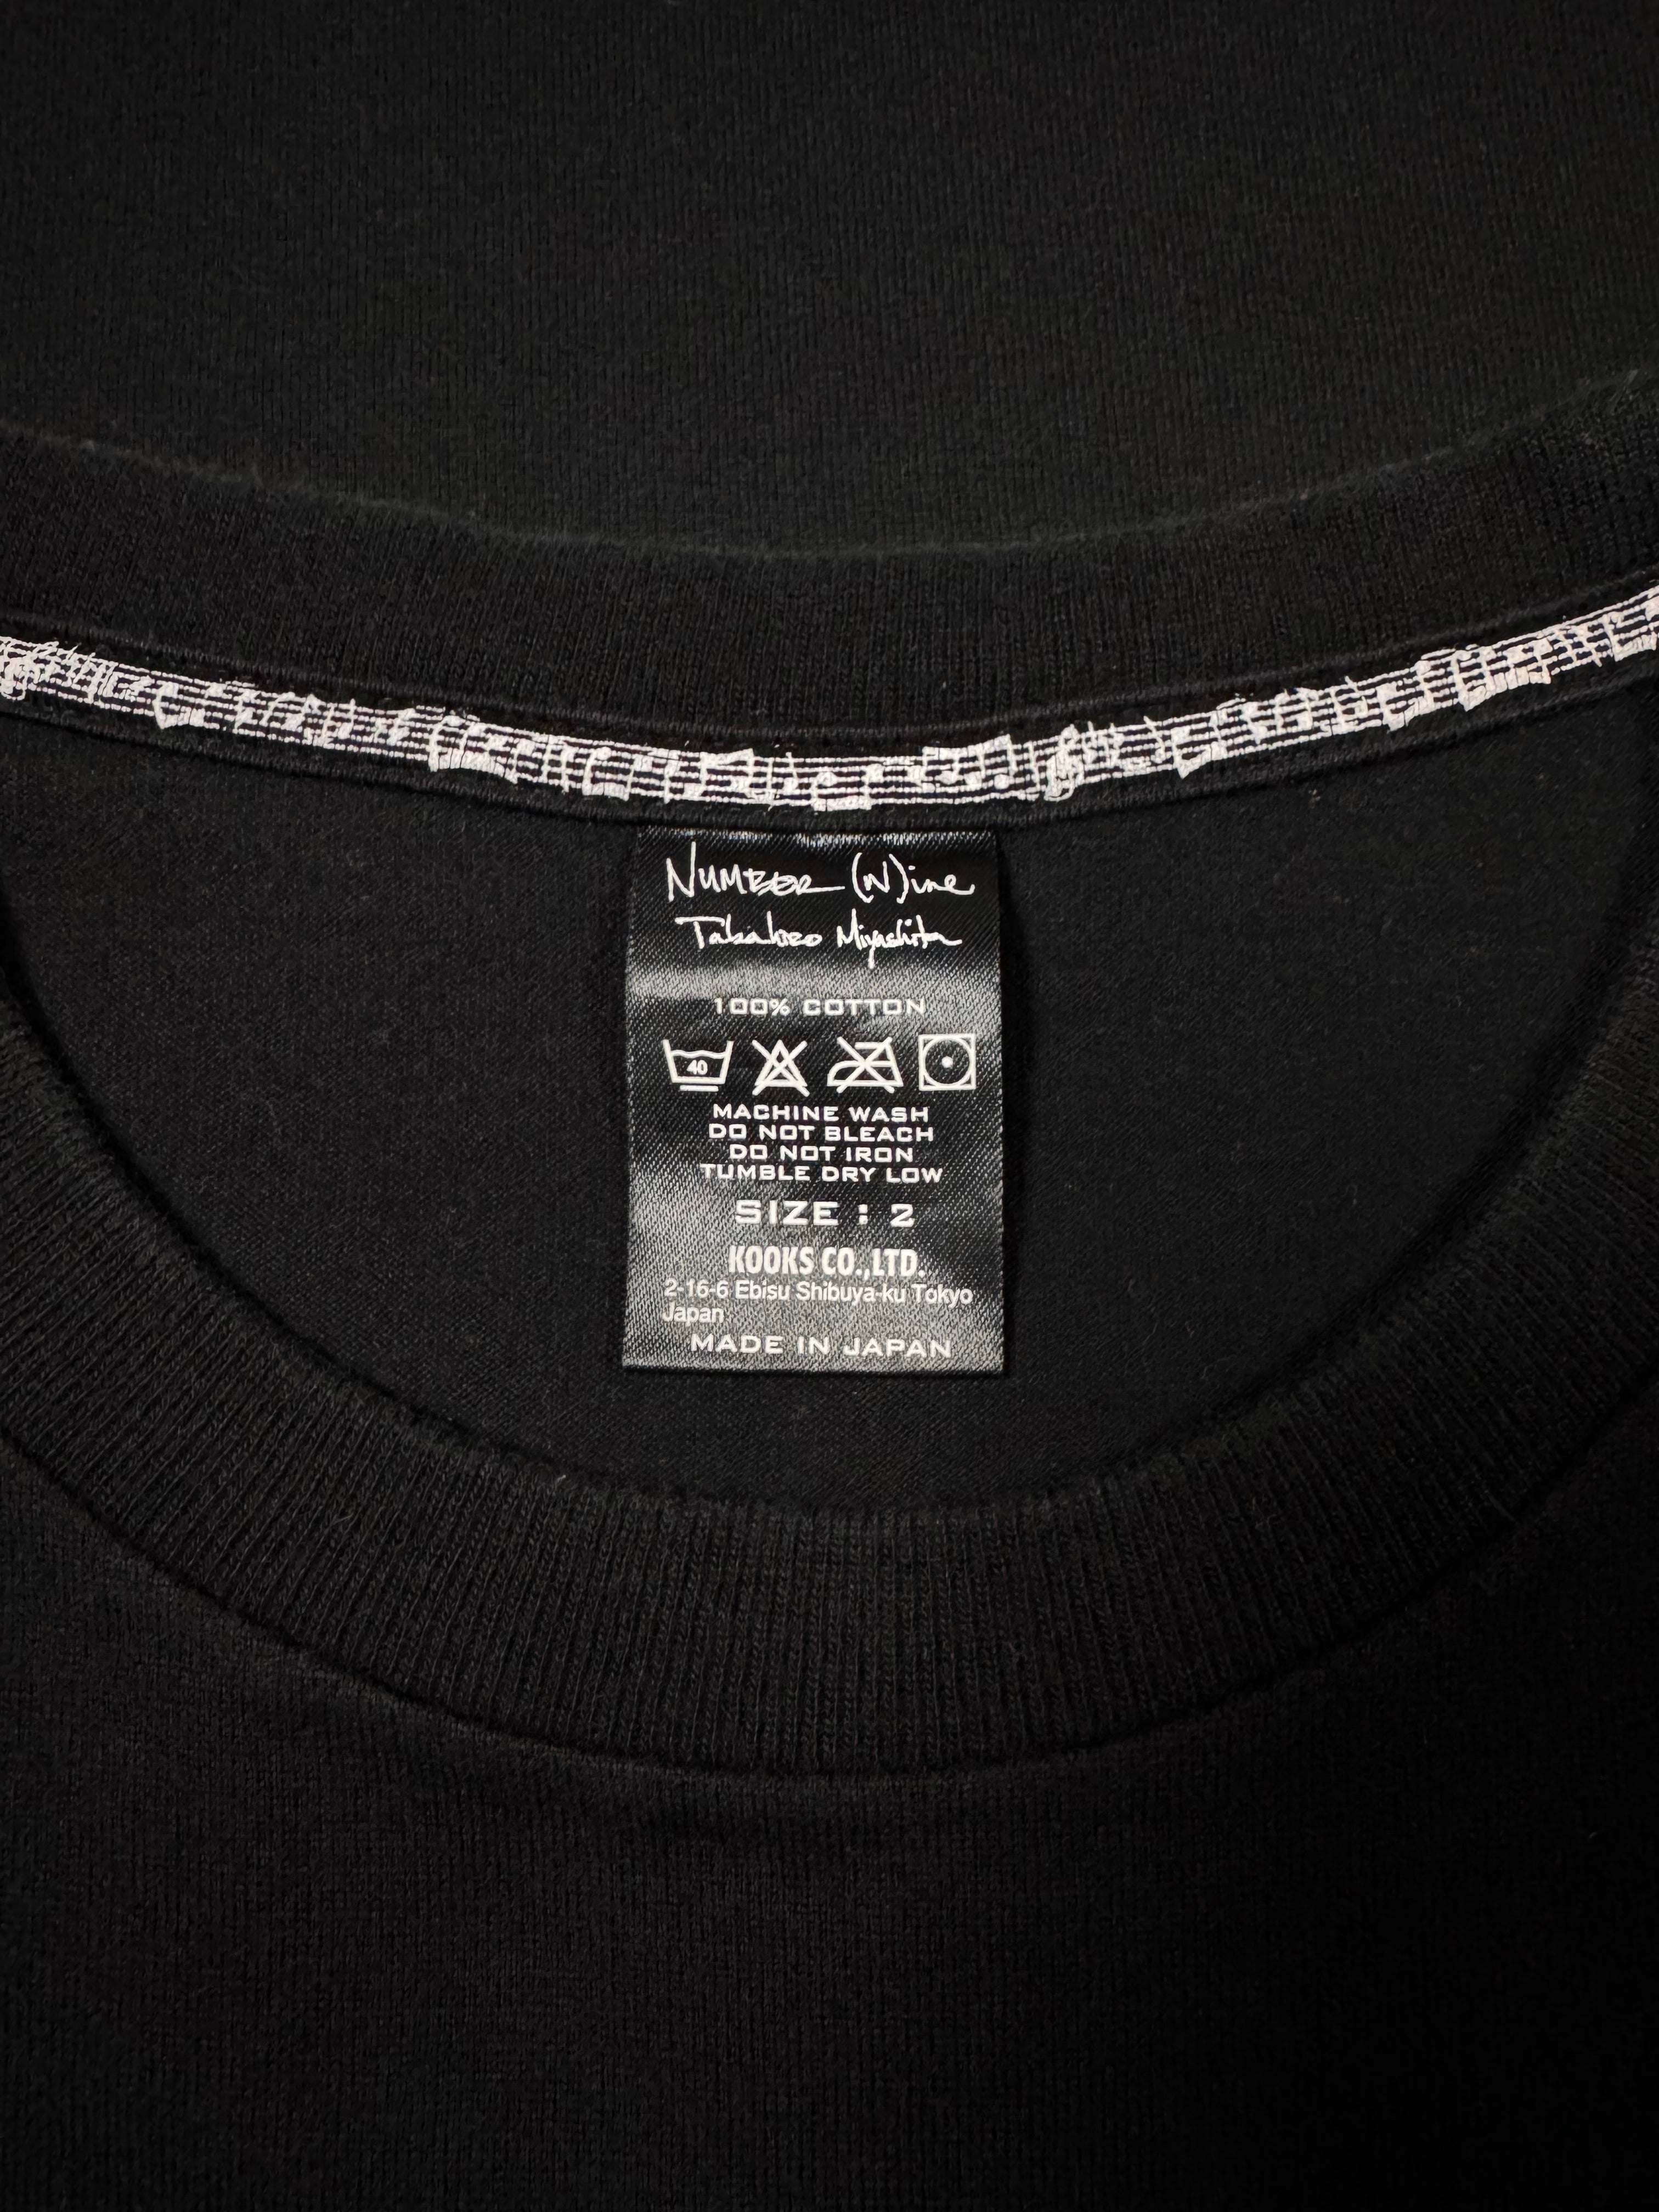 Number (N)ine
Takahiro Miyashita
100% COTTON
40
MACHINE WASH
DO NOT BLEACH
DO NOT IRON
TUMBLE DRY LOW
SIZE : 2
KOOKS CO.,LTD.
2-16-6 Ebisu Shibuya-ku Tokyo
Japan
MADE IN JAPAN